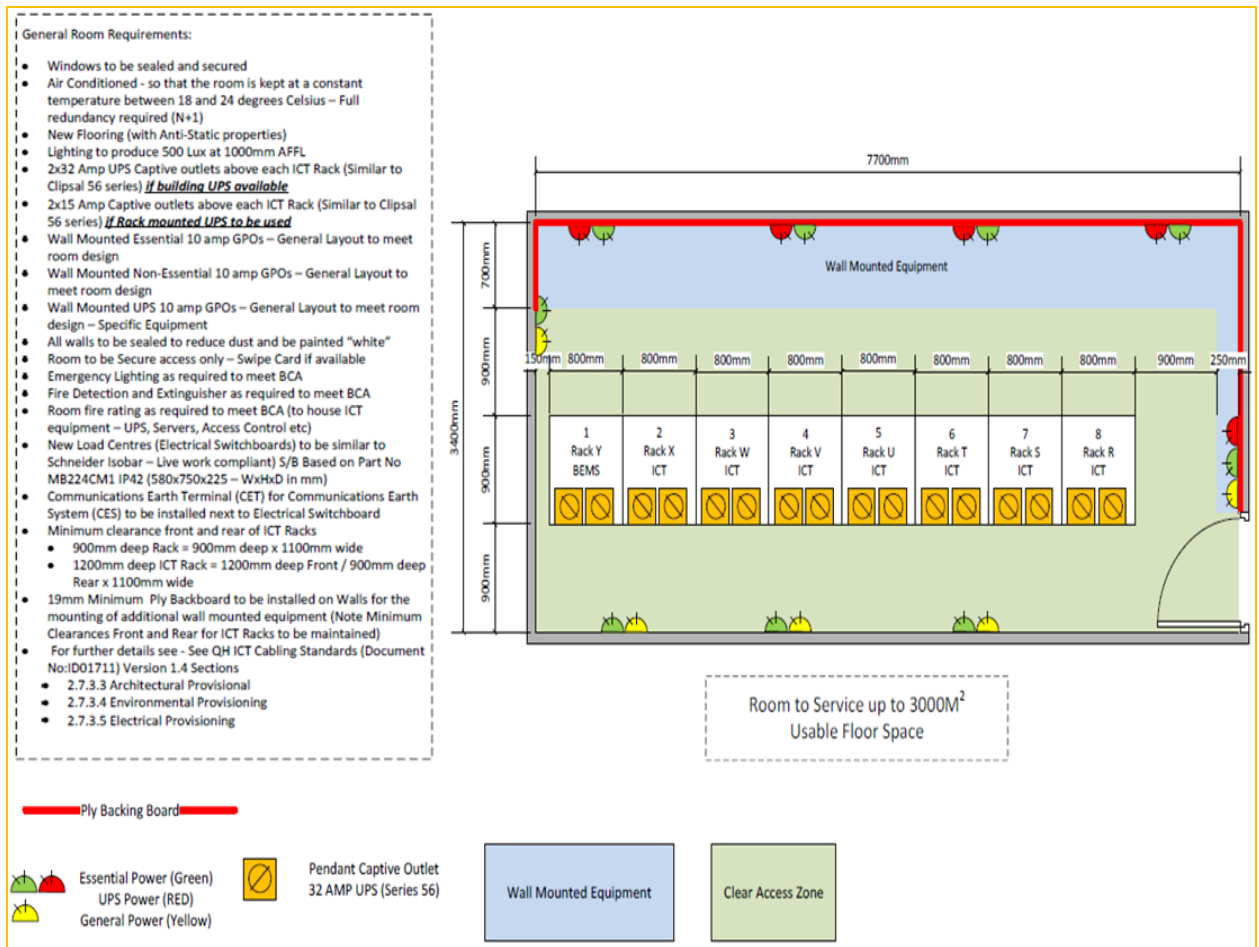 General Room Requirements:
• Windows to be sealed and secured
• Air Conditioned - so that the room is kept at a constant
temperature between 18 and 24 degrees Celsius – Full
redundancy required (N+1)
• New Flooring (with Anti-Static properties)
• Lighting to produce 500 Lux at 1000mm AFFL
• 2x32 Amp UPS Captive outlets above each ICT Rack (Similar to
Clipsal 56 series) if building UPS available
• 2x15 Amp Captive outlets above each ICT Rack (Similar to Clipsal
56 series) if Rack mounted UPS to be used
• Wall Mounted Essential 10 amp GPOs – General Layout to meet
room design
• Wall Mounted Non-Essential 10 amp GPOs – General Layout to
meet room design
• Wall Mounted UPS 10 amp GPOs – General Layout to meet room
design – Specific Equipment
• All walls to be sealed to reduce dust and be painted “white”
• Room to be Secure access only – Swipe Card if available
• Emergency Lighting as required to meet BCA
• Fire Detection and Extinguisher as required to meet BCA
• Room fire rating as required to meet BCA (to house ICT
equipment – UPS, Servers, Access Control etc)
• New Load Centres (Electrical Switchboards) to be similar to
Schneider Isobar – Live work compliant) S/B Based on Part No
MB224CM1 IP42 (580x750x225 – WxHxD in mm)
• Communications Earth Terminal (CET) for Communications Earth
System (CES) to be installed next to Electrical Switchboard
• Minimum clearance front and rear of ICT Racks
• 900mm deep Rack = 900mm deep x 1100mm wide
• 1200mm deep ICT Rack = 1200mm deep Front / 900mm deep
Rear x 1100mm wide
• 19mm Minimum Ply Backboard to be installed on Walls for the
mounting of additional wall mounted equipment (Note Minimum
Clearances Front and Rear for ICT Racks to be maintained)
• For further details see - See QH ICT Cabling Standards (Document
No:ID01711) Version 1.4 Sections
• 2.7.3.3 Architectural Provisional
• 2.7.3.4 Environmental Provisioning
• 2.7.3.5 Electrical Provisioning
7700mm
3400mm
700mm
900mm
900mm
900mm
Wall Mounted Equipment
150mm 800mm 800mm 800mm 800mm 800mm 800mm 800mm 800mm 900mm 250mm
1
Rack Y
BEMS
2
Rack X
ICT
3
Rack W
ICT
4
Rack V
ICT
5
Rack U
ICT
6
Rack T
ICT
7
Rack S
ICT
8
Rack R
ICT
Room to Service up to 3000M²
Usable Floor Space
Ply Backing Board
Essential Power (Green)
UPS Power (RED)
General Power (Yellow)
Pendant Captive Outlet
32 AMP UPS (Series 56)
Wall Mounted Equipment
Clear Access Zone